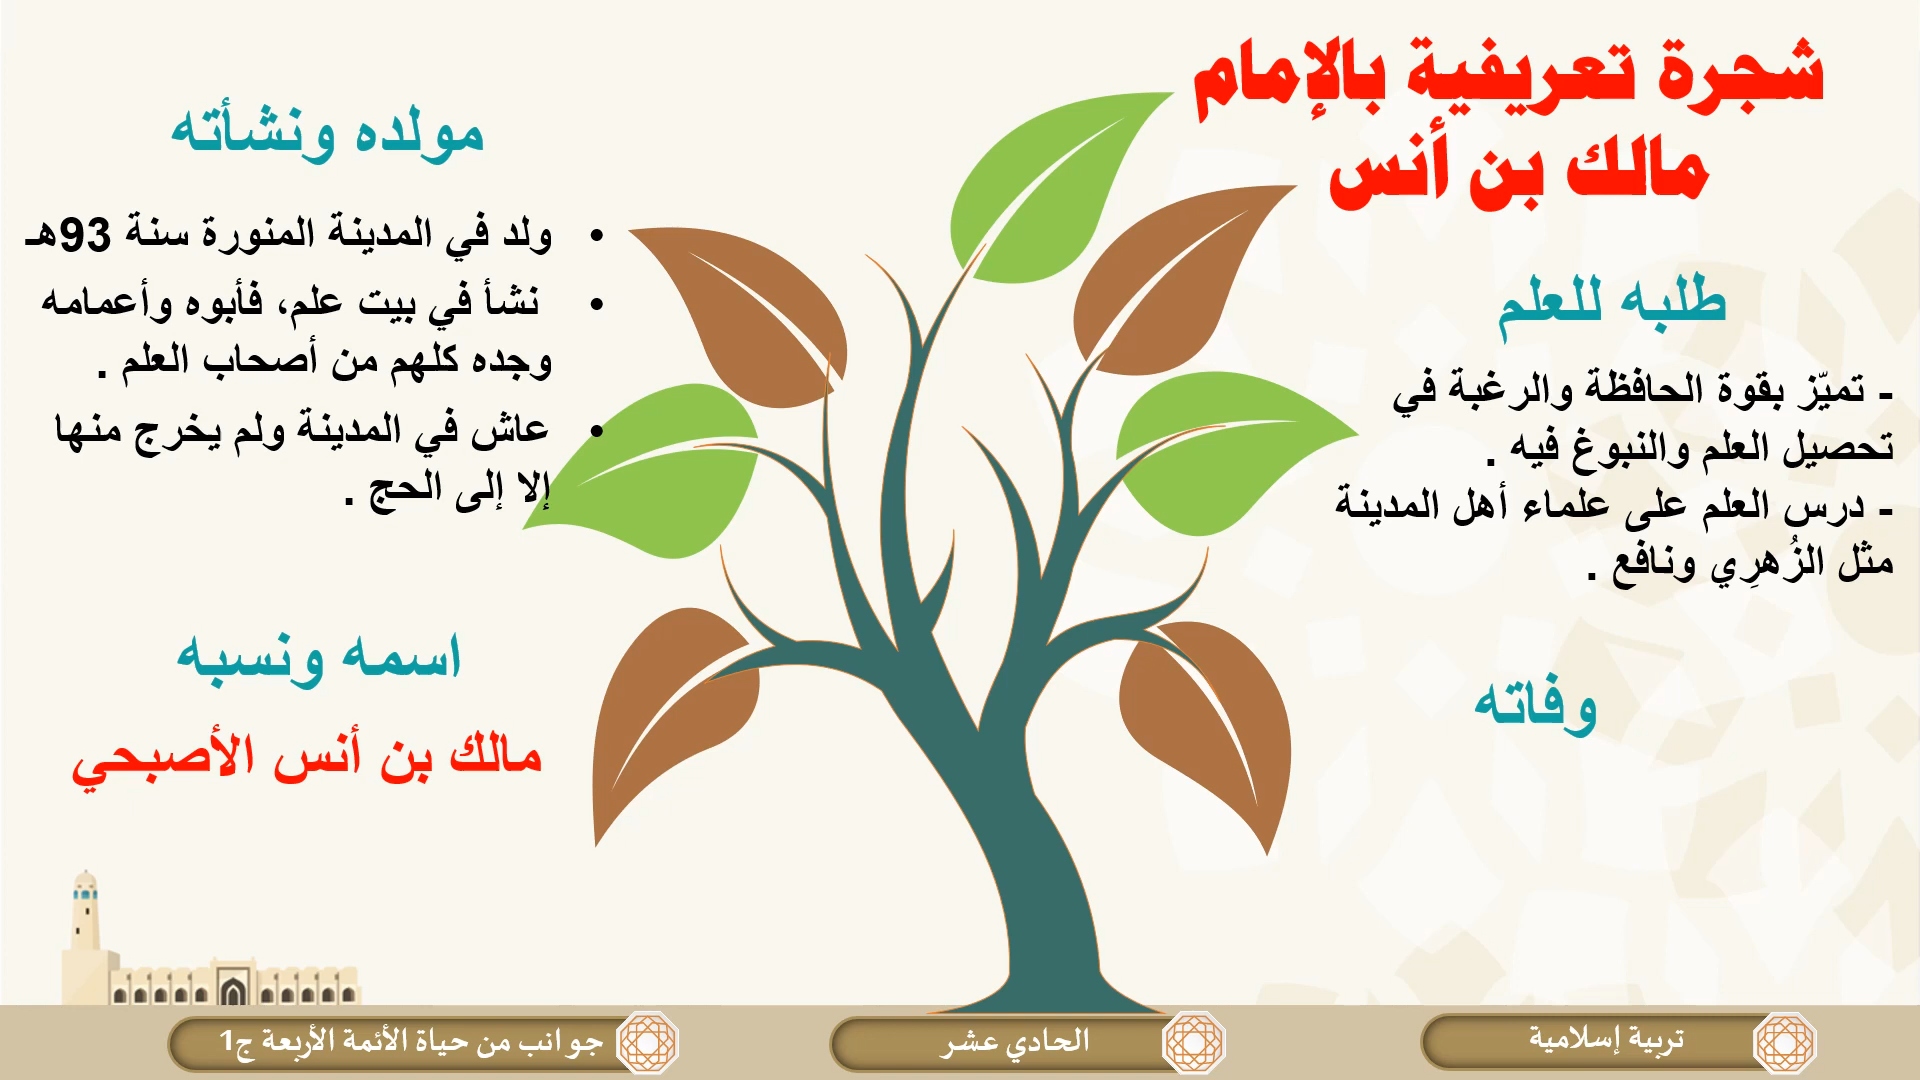 شجرة تعريفية بالإمام
مالك بن أنس
مولده ونشأته
• ولد في المدينة المنورة سنة 93هـ
• نشأ في بيت علم، فأبوه وأعمامه
وجده كلهم من أصحاب العلم .
• عاش في المدينة ولم يخرج منها
إلا إلى الحج .
طلبه للعلم
- تميّز بقوة الحافظة والرغبة في
تحصيل العلم والنبوغ فيه .
- درس العلم على علماء أهل المدينة
مثل الزُهرِي ونافع .
اسمه ونسبه
مالك بن أنس الأصبحي
وفاته
تربية إسلامية
الحادي عشر
جوانب من حياة الأئمة الأربعة ج1